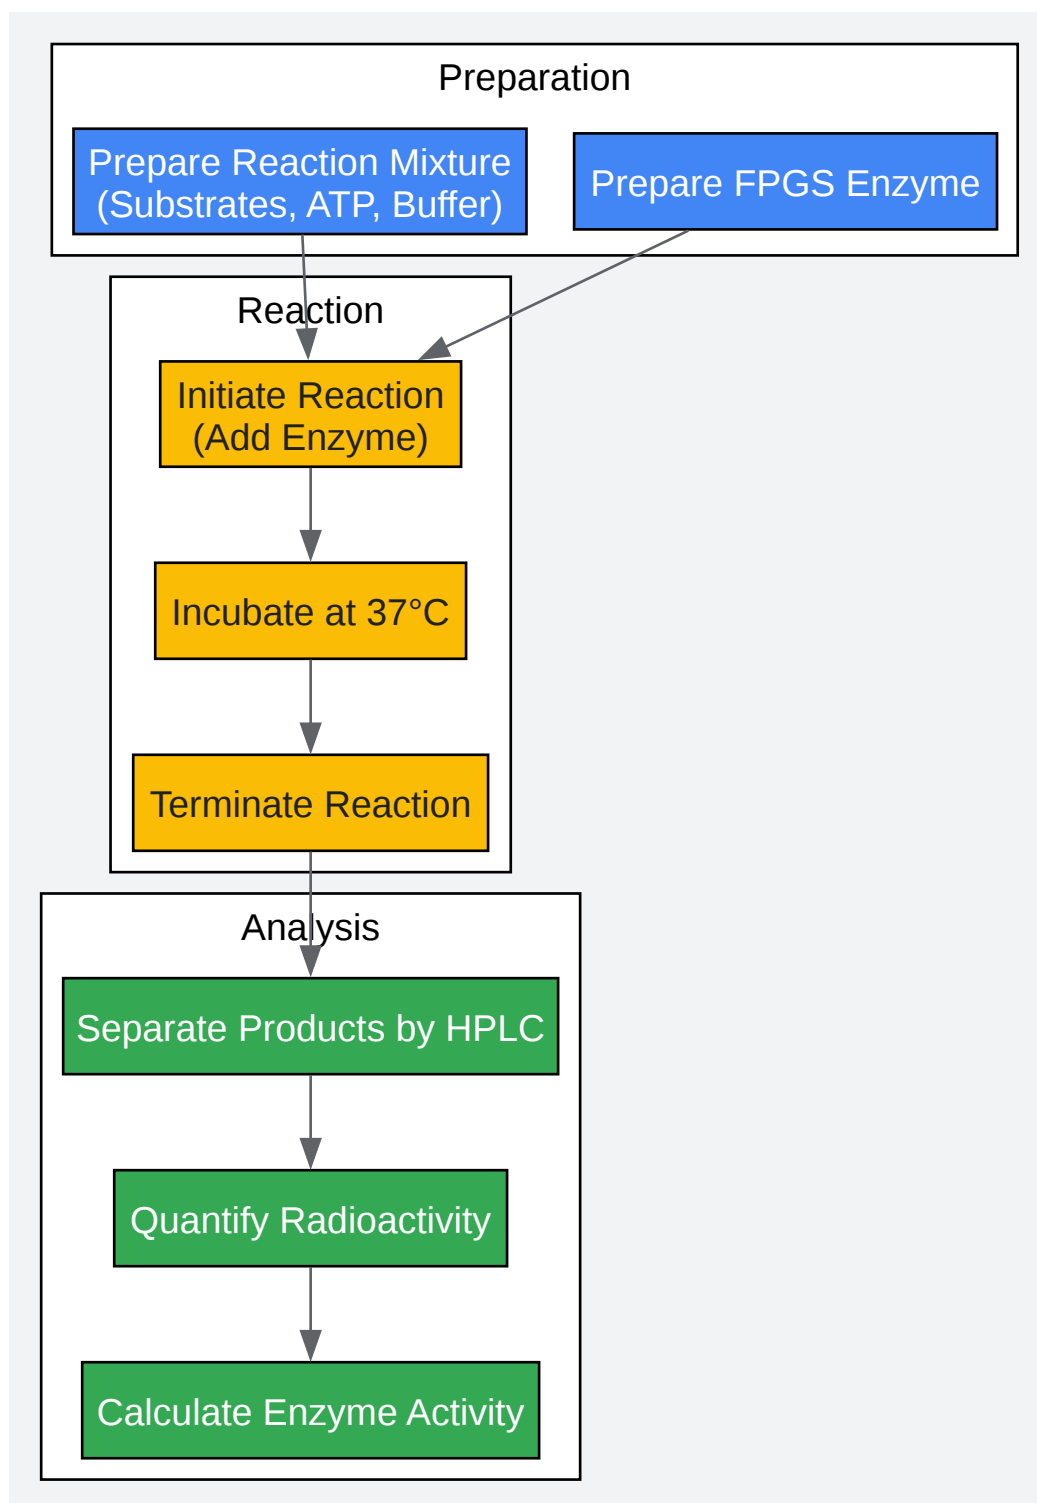 Preparation
Prepare Reaction Mixture
(Substrates, ATP, Buffer)
Prepare FPGS Enzyme
Reaction
Initiate Reaction
(Add Enzyme)
Incubate at 37°C
Terminate Reaction
Analysis
Separate Products by HPLC
Quantify Radioactivity
Calculate Enzyme Activity